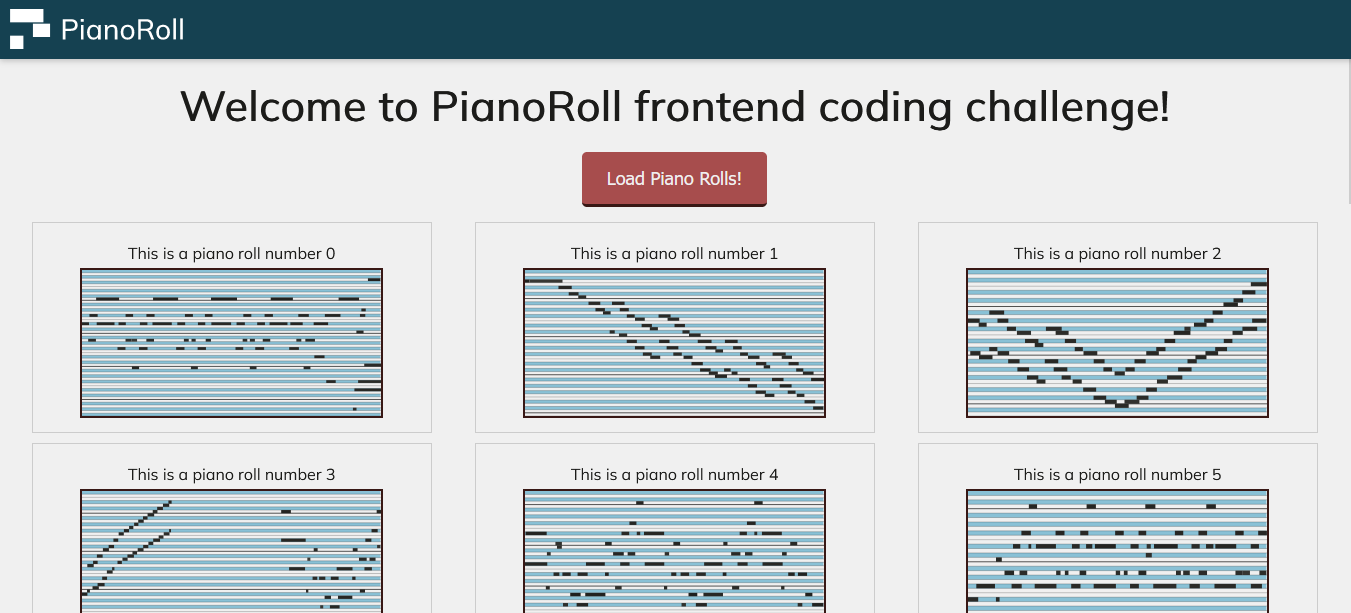 PianoRoll
Welcome to PianoRoll frontend coding challenge!
Load Piano Rolls!
This is a piano roll number 0
This is a piano roll number 1
This is a piano roll number 2
This is a piano roll number 3
This is a piano roll number 4
This is a piano roll number 5